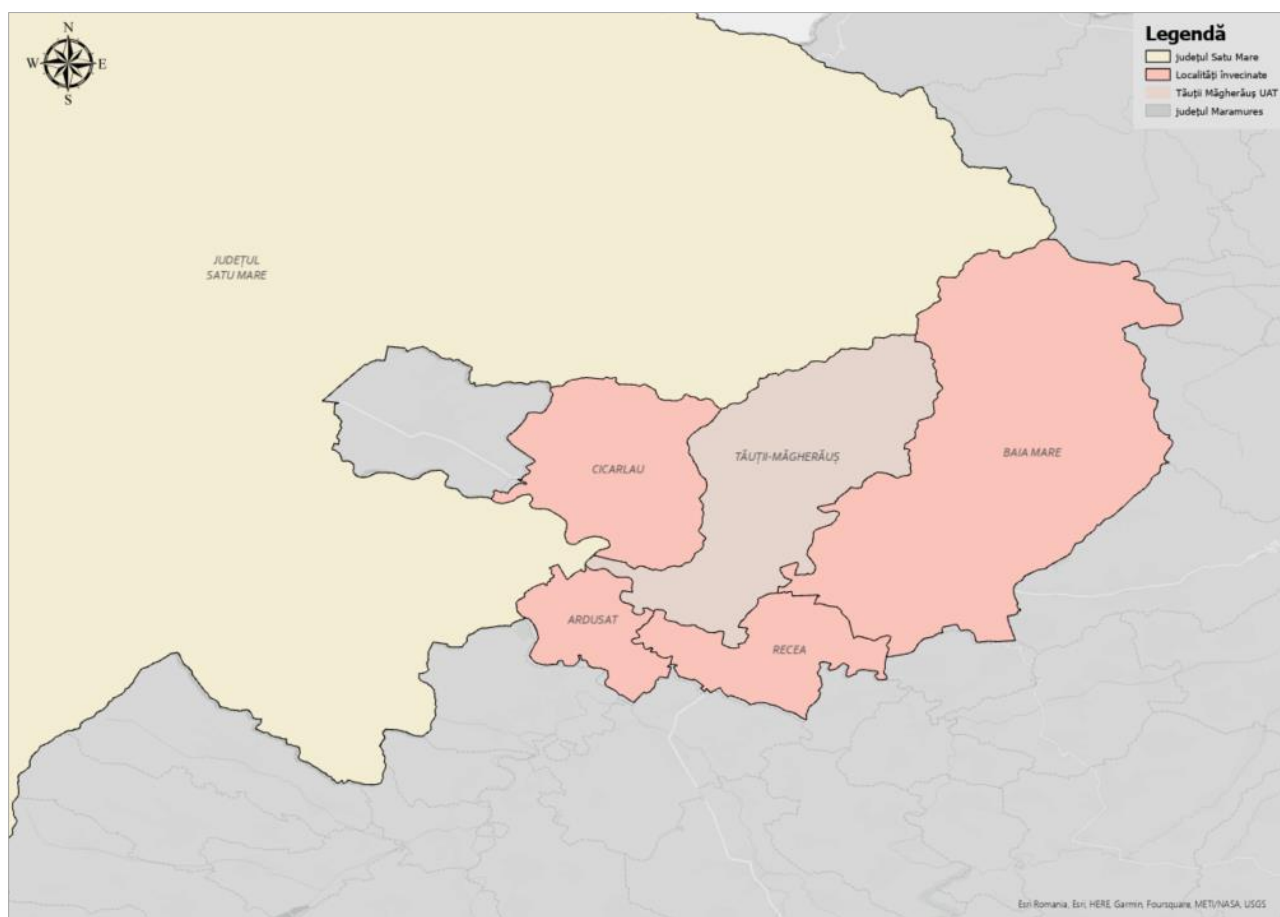 N
W E
S
Legendă
județul Satu Mare
Localități învecinate
Tăuții Măgherăuș UAT
județul Maramures
JUDEȚUL
SATU MARE
CICARLAU
TĂUȚII-MĂGHERĂUȘ
BAIA MARE
ARDUSAT
RECEA
Esri Romania, Esri, HERE, Garmin, Foursquare, METI/NASA, USGS